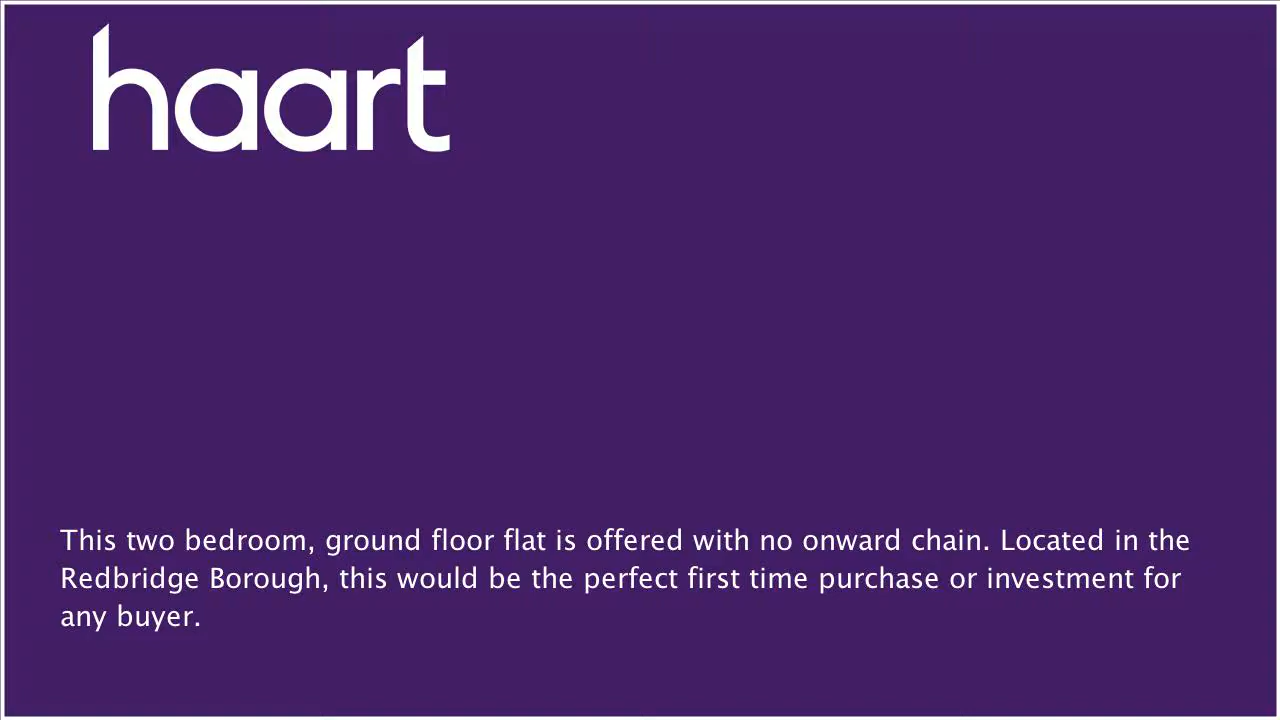 haart
This two bedroom, ground floor flat is offered with no onward chain. Located in the
Redbridge Borough, this would be the perfect first time purchase or investment for
any buyer.